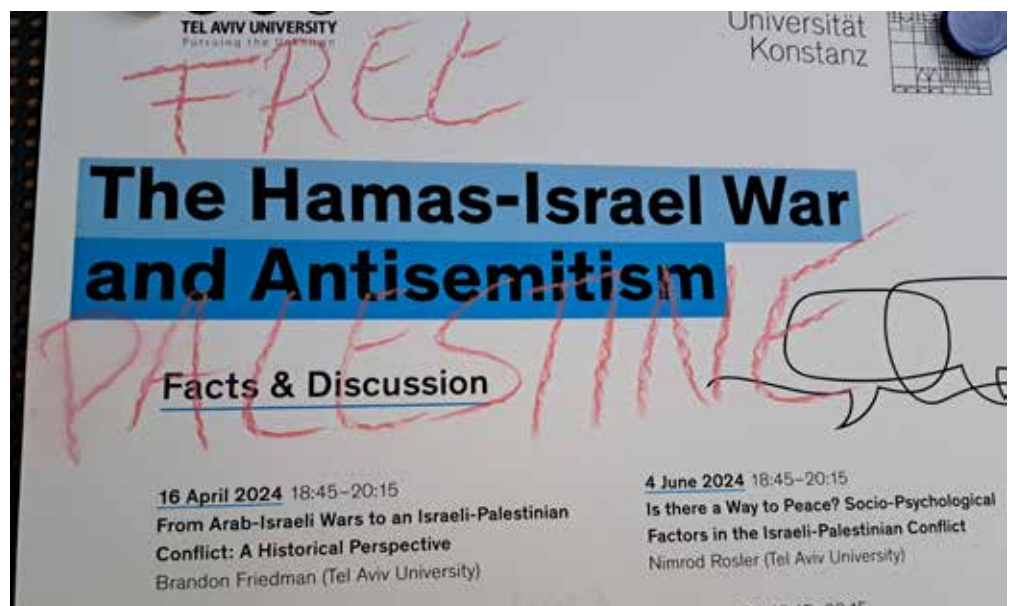 TEL AVIV UNIVERSITY
Pursuing the Unknown
Universität
Konstanz
FREE
The Hamas-Israel War
and Antisemitism
PALESTINE
Facts & Discussion
16 April 2024 18:45–20:15
From Arab-Israeli Wars to an Israeli-Palestinian
Conflict: A Historical Perspective
Brandon Friedman (Tel Aviv University)
4 June 2024 18:45–20:15
Is there a Way to Peace? Socio-Psychological
Factors in the Israeli-Palestinian Conflict
Nimrod Rosler (Tel Aviv University)